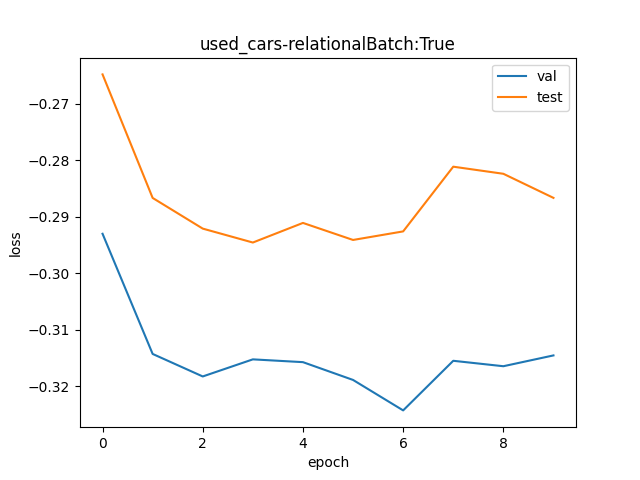 used_cars-relationalBatch:True
val
test
loss
−0.27
−0.28
−0.29
−0.30
−0.31
−0.32
0
2
4
6
8
epoch